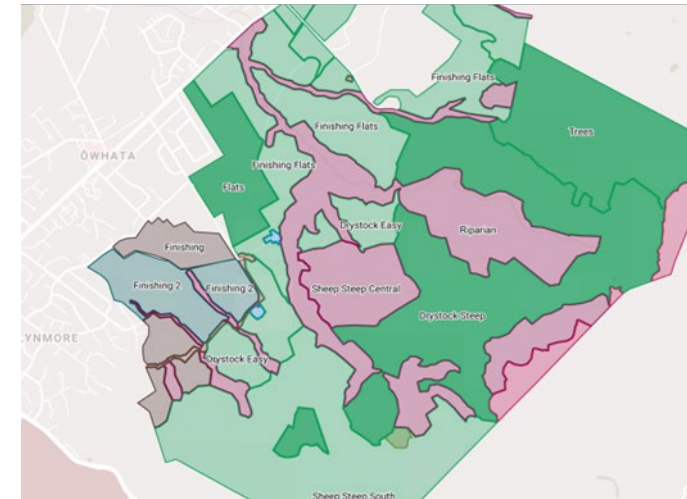 Finishing Flats
Finishing Flats
Trees
ŌWHATA
Finishing Flats
Flats
Drystock Easy
Riparian
Finishing
Finishing 2
Finishing 2
Sheep Steep Central
Drystock Steep
LYNMORE
Drystock Easy
Sheep Steep South